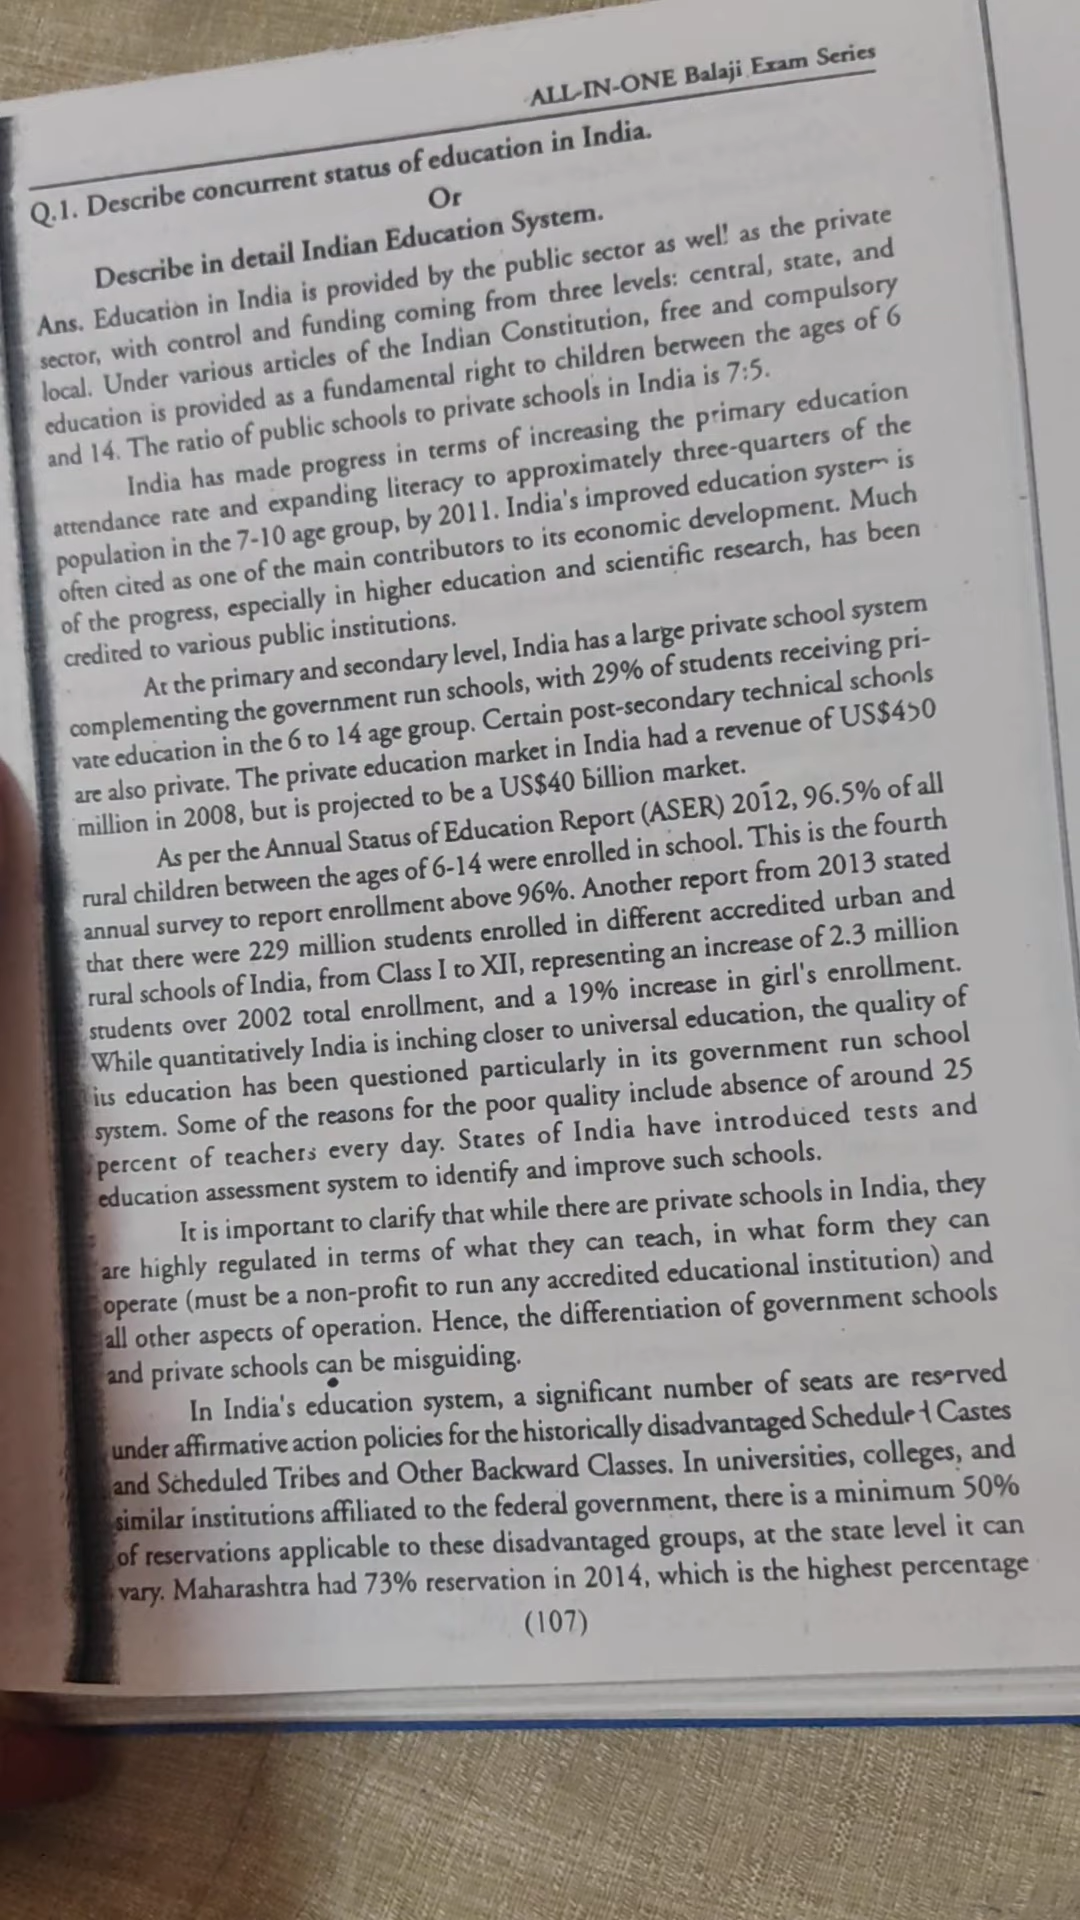 ALL-IN-ONE Balaji Exam Series
Q.1. Describe concurrent status of education in India.
Or
Describe in detail Indian Education System.
Ans. Education in India is provided by the public sector as well as the private
sector, with control and funding coming from three levels: central, state, and
local. Under various articles of the Indian Constitution, free and compulsory
education is provided as a fundamental right to children between the ages of 6
and 14. The ratio of public schools to private schools in India is 7:5.
India has made progress in terms of increasing the primary education
attendance rate and expanding literacy to approximately three-quarters of the
population in the 7-10 age group, by 2011. India's improved education system is
often cited as one of the main contributors to its economic development. Much
of the progress, especially in higher education and scientific research, has been
credited to various public institutions.
At the primary and secondary level, India has a large private school system
complementing the government run schools, with 29% of students receiving pri-
vate education in the 6 to 14 age group. Certain post-secondary technical schools
are also private. The private education market in India had a revenue of US$450
million in 2008, but is projected to be a US$40 billion market.
As per the Annual Status of Education Report (ASER) 2012, 96.5% of all
rural children between the ages of 6-14 were enrolled in school. This is the fourth
annual survey to report enrollment above 96%. Another report from 2013 stated
that there were 229 million students enrolled in different accredited urban and
rural schools of India, from Class I to XII, representing an increase of 2.3 million
students over 2002 total enrollment, and a 19% increase in girl's enrollment.
While quantitatively India is inching closer to universal education, the quality of
its education has been questioned particularly in its government run school
system. Some of the reasons for the poor quality include absence of around 25
percent of teachers every day. States of India have introduced tests and
education assessment system to identify and improve such schools.
It is important to clarify that while there are private schools in India, they
are highly regulated in terms of what they can teach, in what form they can
operate (must be a non-profit to run any accredited educational institution) and
all other aspects of operation. Hence, the differentiation of government schools
and private schools can be misguiding.
In India's education system, a significant number of seats are reserved
under affirmative action policies for the historically disadvantaged Scheduled Castes
and Scheduled Tribes and Other Backward Classes. In universities, colleges, and
similar institutions affiliated to the federal government, there is a minimum 50%
of reservations applicable to these disadvantaged groups, at the state level it can
vary. Maharashtra had 73% reservation in 2014, which is the highest percentage
(107)